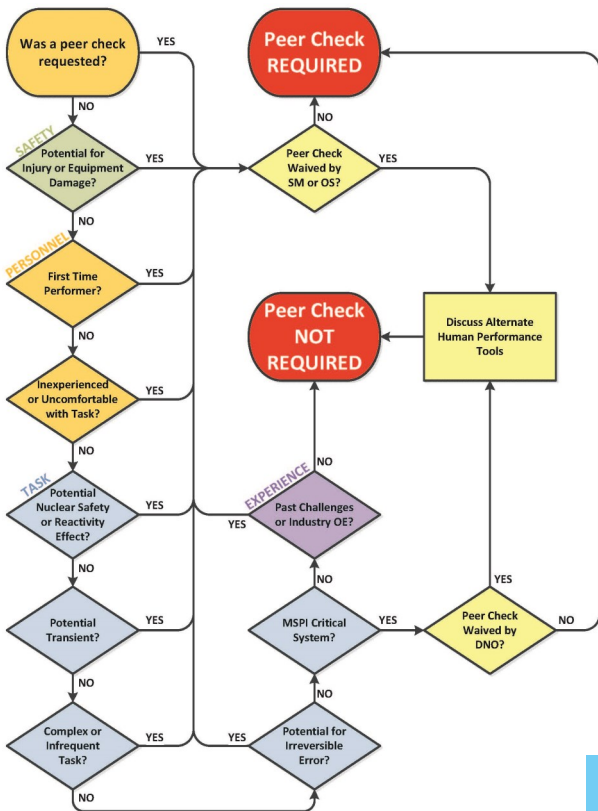 Was a peer check
requested?
YES
NO
SAFETY
Potential for
Injury or Equipment
Damage?
YES
NO
PERSONNEL
First Time
Performer?
YES
NO
Inexperienced
or Uncomfortable
with Task?
YES
NO
TASK
Potential
Nuclear Safety
or Reactivity
Effect?
YES
NO
Potential
Transient?
YES
NO
Complex or
Infrequent
Task?
YES
NO
Potential for
Irreversible
Error?
YES
NO
MSPI Critical
System?
YES
NO
EXPERIENCE
Past Challenges
or Industry OE?
YES
NO
Peer Check
NOT
REQUIRED
Peer Check
Waived by
DNO?
YES
NO
Discuss Alternate
Human Performance
Tools
Peer Check
Waived by
SM or OS?
YES
NO
Peer Check
REQUIRED